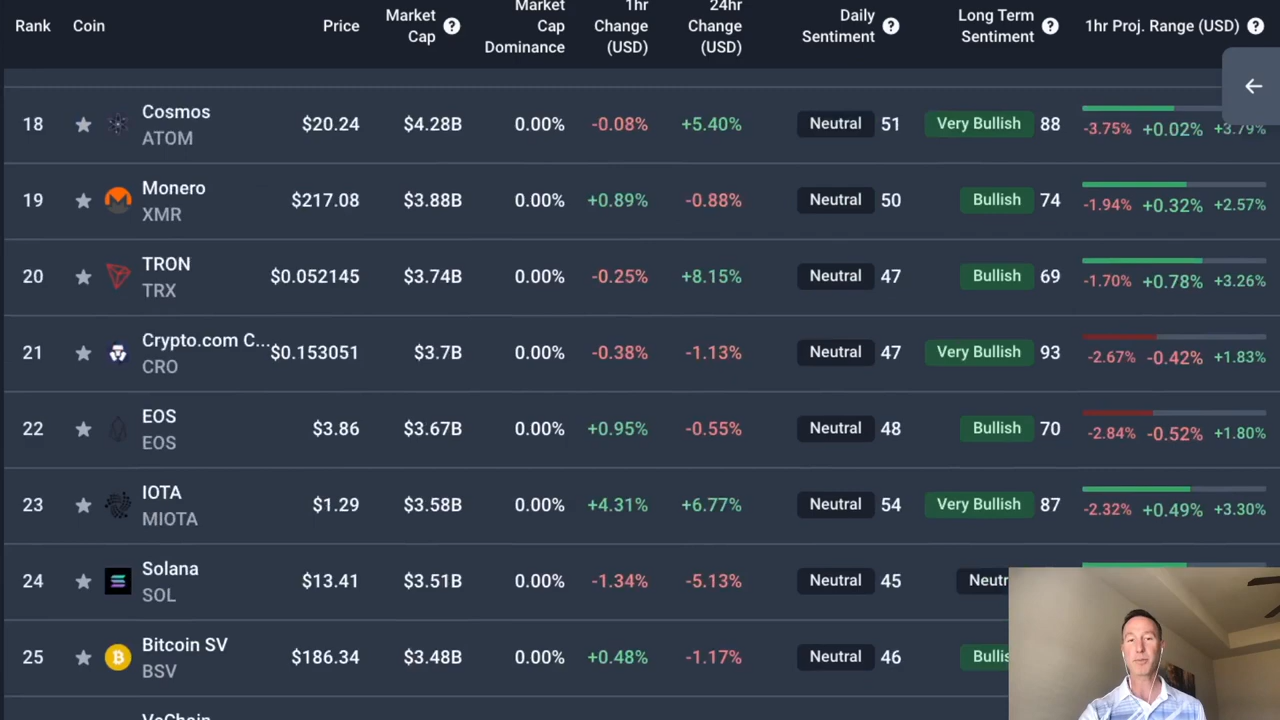 Rank Coin Price Market Cap Market Cap Dominance 1hr Change (USD) 24hr Change (USD) Daily Sentiment Long Term Sentiment 1hr Proj. Range (USD)
18 Cosmos ATOM $20.24 $4.28B 0.00% -0.08% +5.40% Neutral 51 Very Bullish 88 -3.75% +0.02% +3.79%
19 Monero XMR $217.08 $3.88B 0.00% +0.89% -0.88% Neutral 50 Bullish 74 -1.94% +0.32% +2.57%
20 TRON TRX $0.052145 $3.74B 0.00% -0.25% +8.15% Neutral 47 Bullish 69 -1.70% +0.78% +3.26%
21 Crypto.com C... CRO $0.153051 $3.7B 0.00% -0.38% -1.13% Neutral 47 Very Bullish 93 -2.67% -0.42% +1.83%
22 EOS EOS $3.86 $3.67B 0.00% +0.95% -0.55% Neutral 48 Bullish 70 -2.84% -0.52% +1.80%
23 IOTA MIOTA $1.29 $3.58B 0.00% +4.31% +6.77% Neutral 54 Very Bullish 87 -2.32% +0.49% +3.30%
24 Solana SOL $13.41 $3.51B 0.00% -1.34% -5.13% Neutral 45 Neutr
25 Bitcoin SV BSV $186.34 $3.48B 0.00% +0.48% -1.17% Neutral 46 Bullis